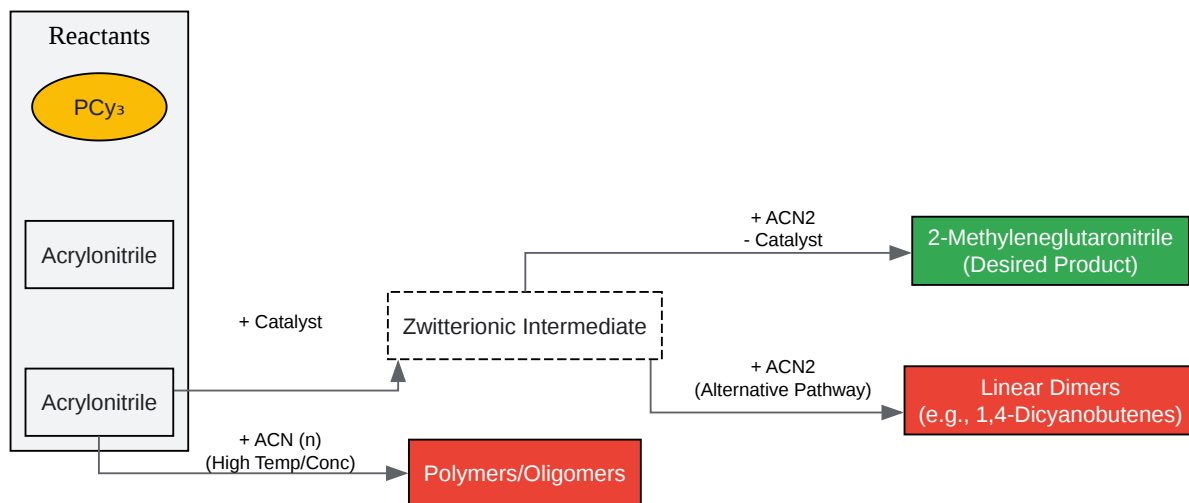 Reactants
PCy₃
Acrylonitrile
Acrylonitrile
+ Catalyst
+ ACN (n)
(High Temp/Conc)
Polymers/Oligomers
Zwitterionic Intermediate
+ ACN2
- Catalyst
2-Methyleneglutaronitrile
(Desired Product)
+ ACN2
(Alternative Pathway)
Linear Dimers
(e.g., 1,4-Dicyanobutenes)